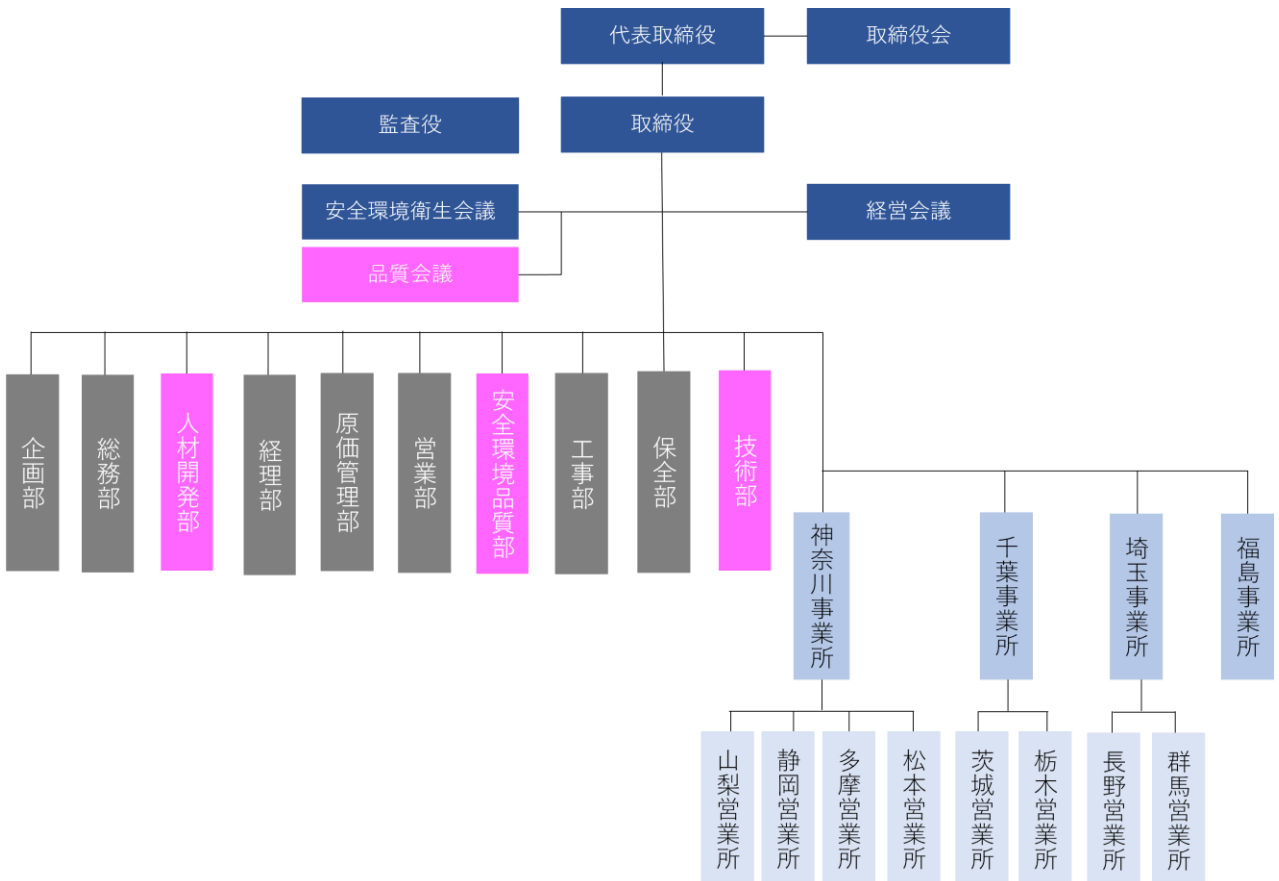 代表取締役
取締役会
監査役
取締役
安全環境衛生会議
経営会議
品質会議
企画部
総務部
人材開発部
経理部
原価管理部
営業部
安全環境品質部
工事部
保全部
技術部
神奈川事業所
千葉事業所
埼玉事業所
福島事業所
山梨営業所
静岡営業所
多摩営業所
松本営業所
茨城営業所
栃木営業所
長野営業所
群馬営業所